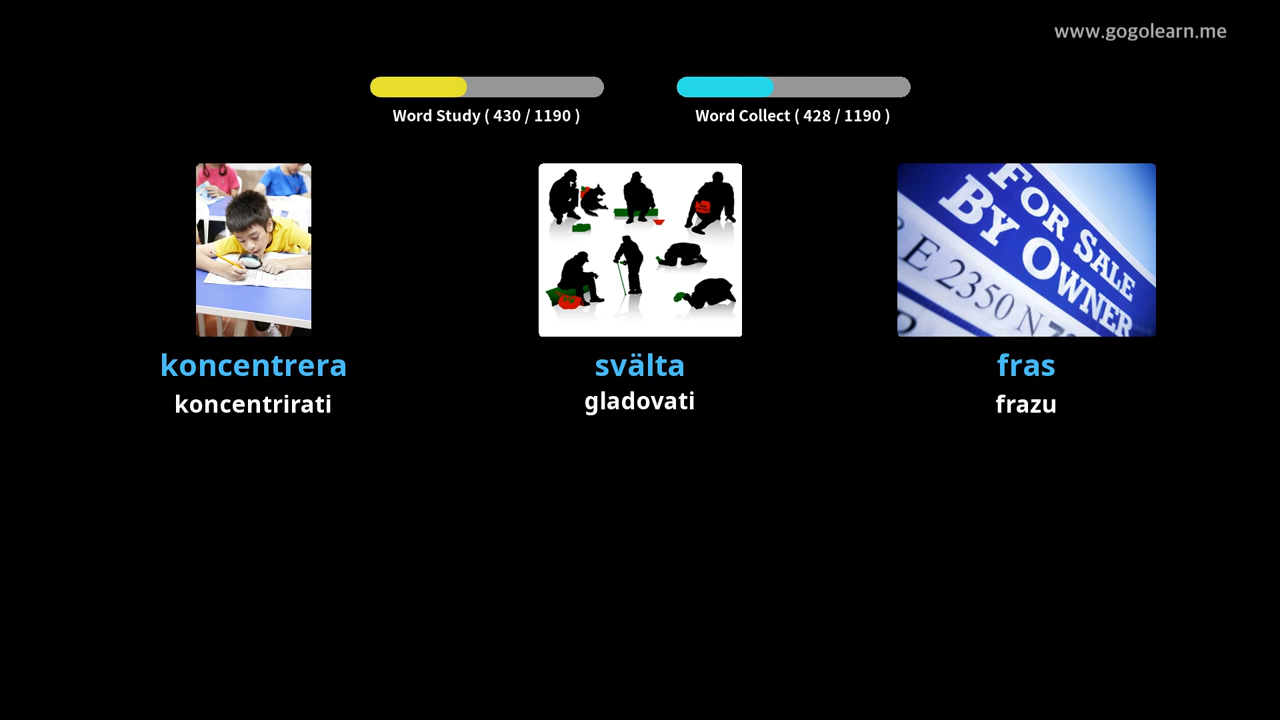 www.gogolearn.me
Word Study ( 430 / 1190 )
Word Collect ( 428 / 1190 )
FOR SALE
BY OWNER
E 2350 N
koncentrera
svälta
fras
koncentrirati
gladovati
frazu